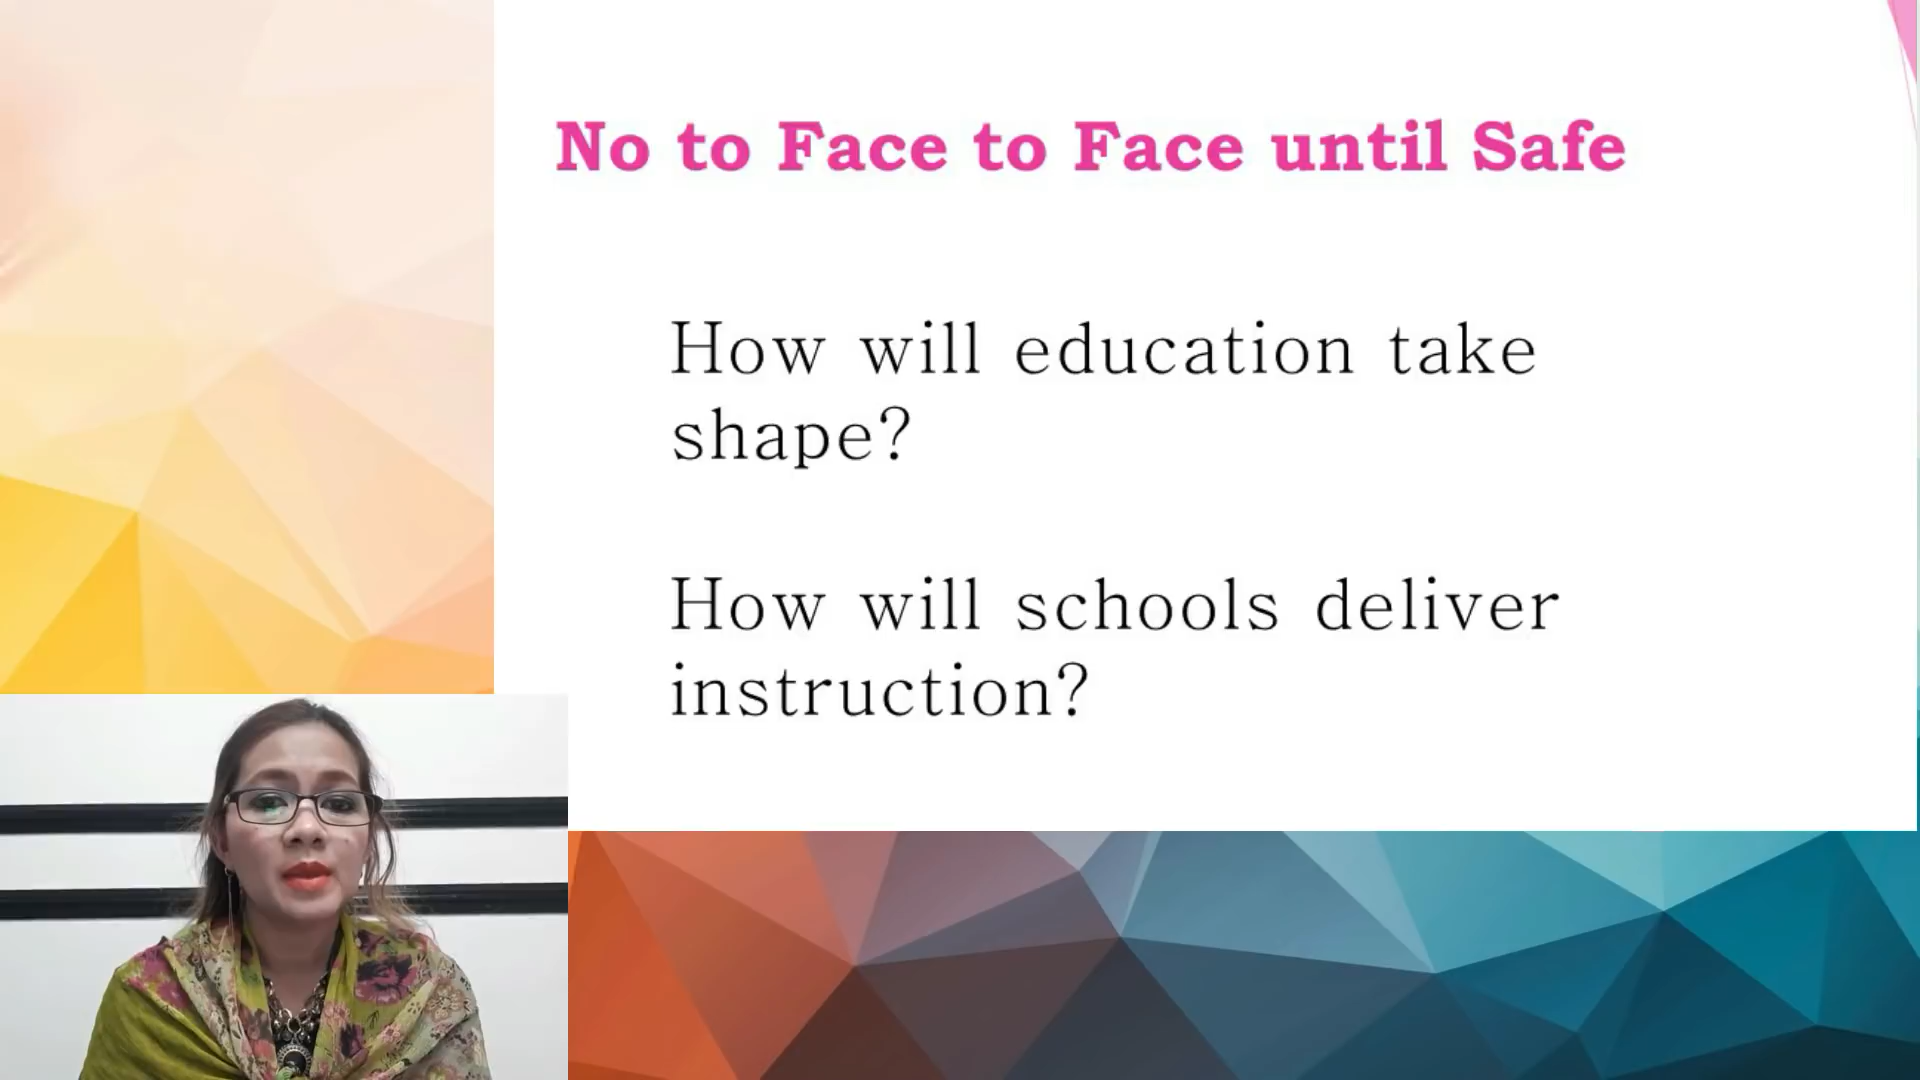 No to Face to Face until Safe
How will education take
shape?
How will schools deliver
instruction?